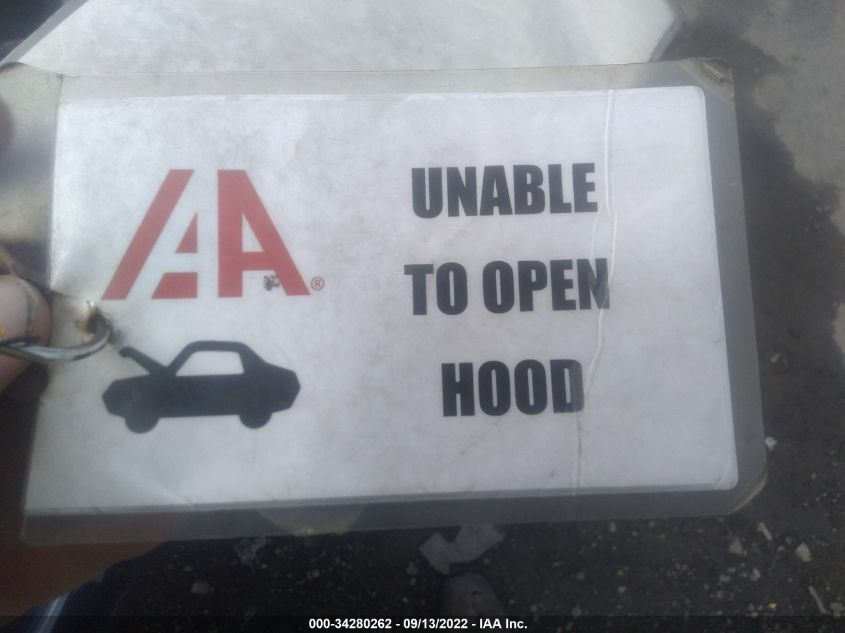 IAA®
UNABLE
TO OPEN
HOOD
000-34280262 - 09/13/2022 - IAA Inc.